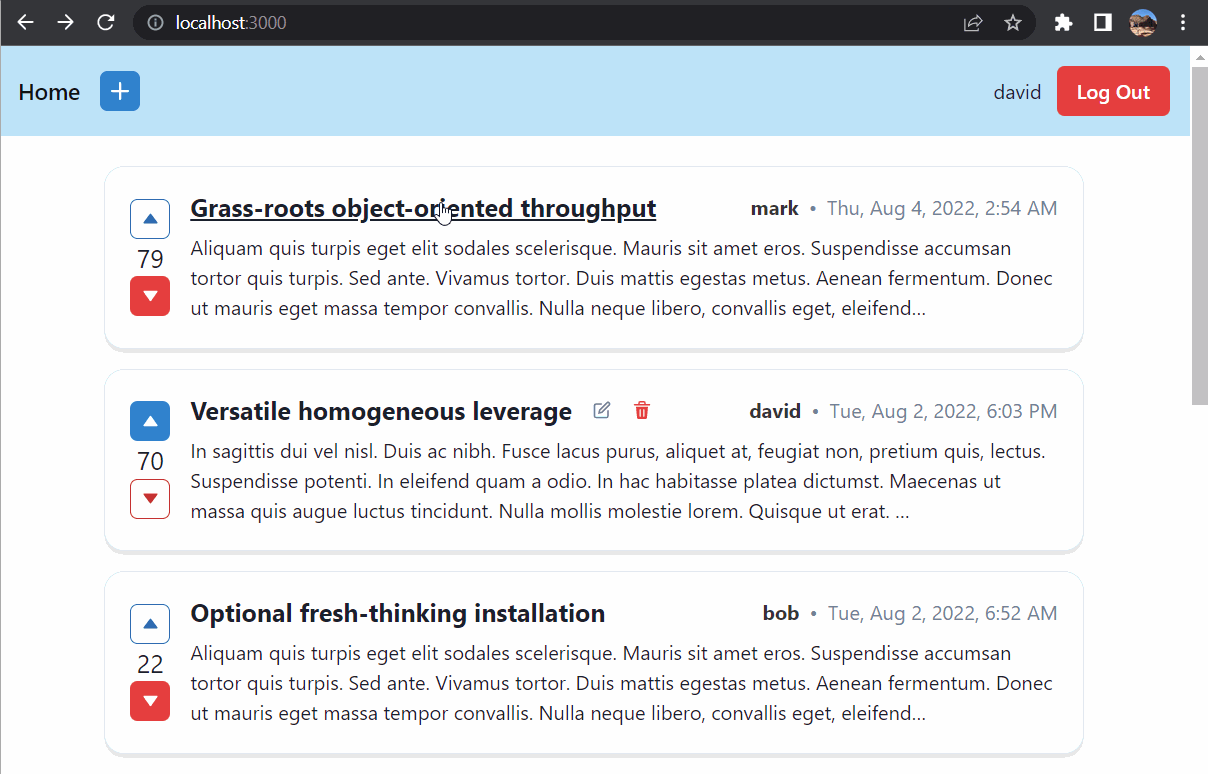 localhost:3000
Home
david
Log Out
Grass-roots object-oriented throughput
mark • Thu, Aug 4, 2022, 2:54 AM
79
Aliquam quis turpis eget elit sodales scelerisque. Mauris sit amet eros. Suspendisse accumsan
tortor quis turpis. Sed ante. Vivamus tortor. Duis mattis egestas metus. Aenean fermentum. Donec
ut mauris eget massa tempor convallis. Nulla neque libero, convallis eget, eleifend...
Versatile homogeneous leverage
david • Tue, Aug 2, 2022, 6:03 PM
70
In sagittis dui vel nisl. Duis ac nibh. Fusce lacus purus, aliquet at, feugiat non, pretium quis, lectus.
Suspendisse potenti. In eleifend quam a odio. In hac habitasse platea dictumst. Maecenas ut
massa quis augue luctus tincidunt. Nulla mollis molestie lorem. Quisque ut erat. ...
Optional fresh-thinking installation
bob • Tue, Aug 2, 2022, 6:52 AM
22
Aliquam quis turpis eget elit sodales scelerisque. Mauris sit amet eros. Suspendisse accumsan
tortor quis turpis. Sed ante. Vivamus tortor. Duis mattis egestas metus. Aenean fermentum. Donec
ut mauris eget massa tempor convallis. Nulla neque libero, convallis eget, eleifend...